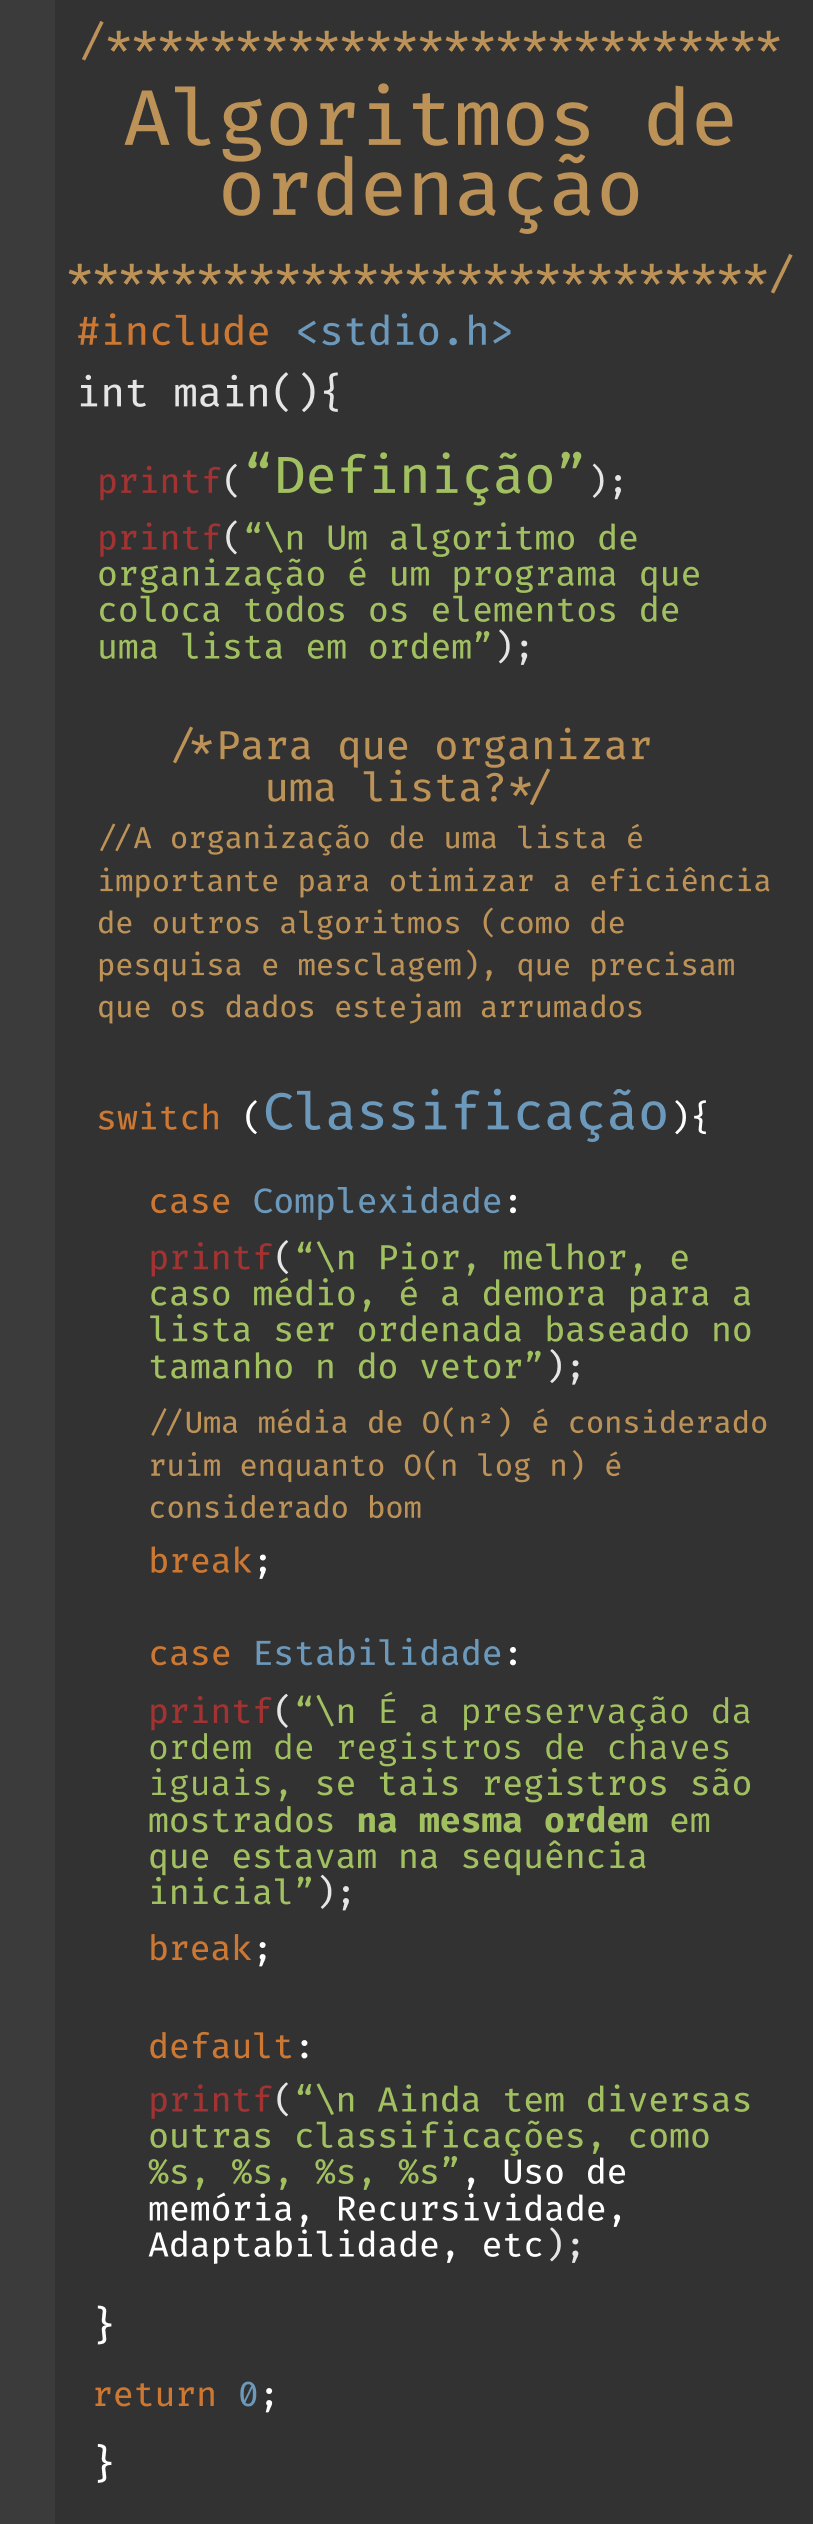 /**************************
Algoritmos de
ordenação
***************************/
#include <stdio.h>
int main(){
printf(“Definição”);
printf(“\n Um algoritmo de
organização é um programa que
coloca todos os elementos de
uma lista em ordem”);
/*Para que organizar
uma lista?*/
//A organização de uma lista é
importante para otimizar a eficiência
de outros algoritmos (como de
pesquisa e mesclagem), que precisam
que os dados estejam arrumados
switch (Classificação){
case Complexidade:
printf(“\n Pior, melhor, e
caso médio, é a demora para a
lista ser ordenada baseado no
tamanho n do vetor”);
//Uma média de O(n²) é considerado
ruim enquanto O(n log n) é
considerado bom
break;
case Estabilidade:
printf(“\n É a preservação da
ordem de registros de chaves
iguais, se tais registros são
mostrados na mesma ordem em
que estavam na sequência
inicial”);
break;
default:
printf(“\n Ainda tem diversas
outras classificações, como
%s, %s, %s, %s”, Uso de
memória, Recursividade,
Adaptabilidade, etc);
}
return 0;
}